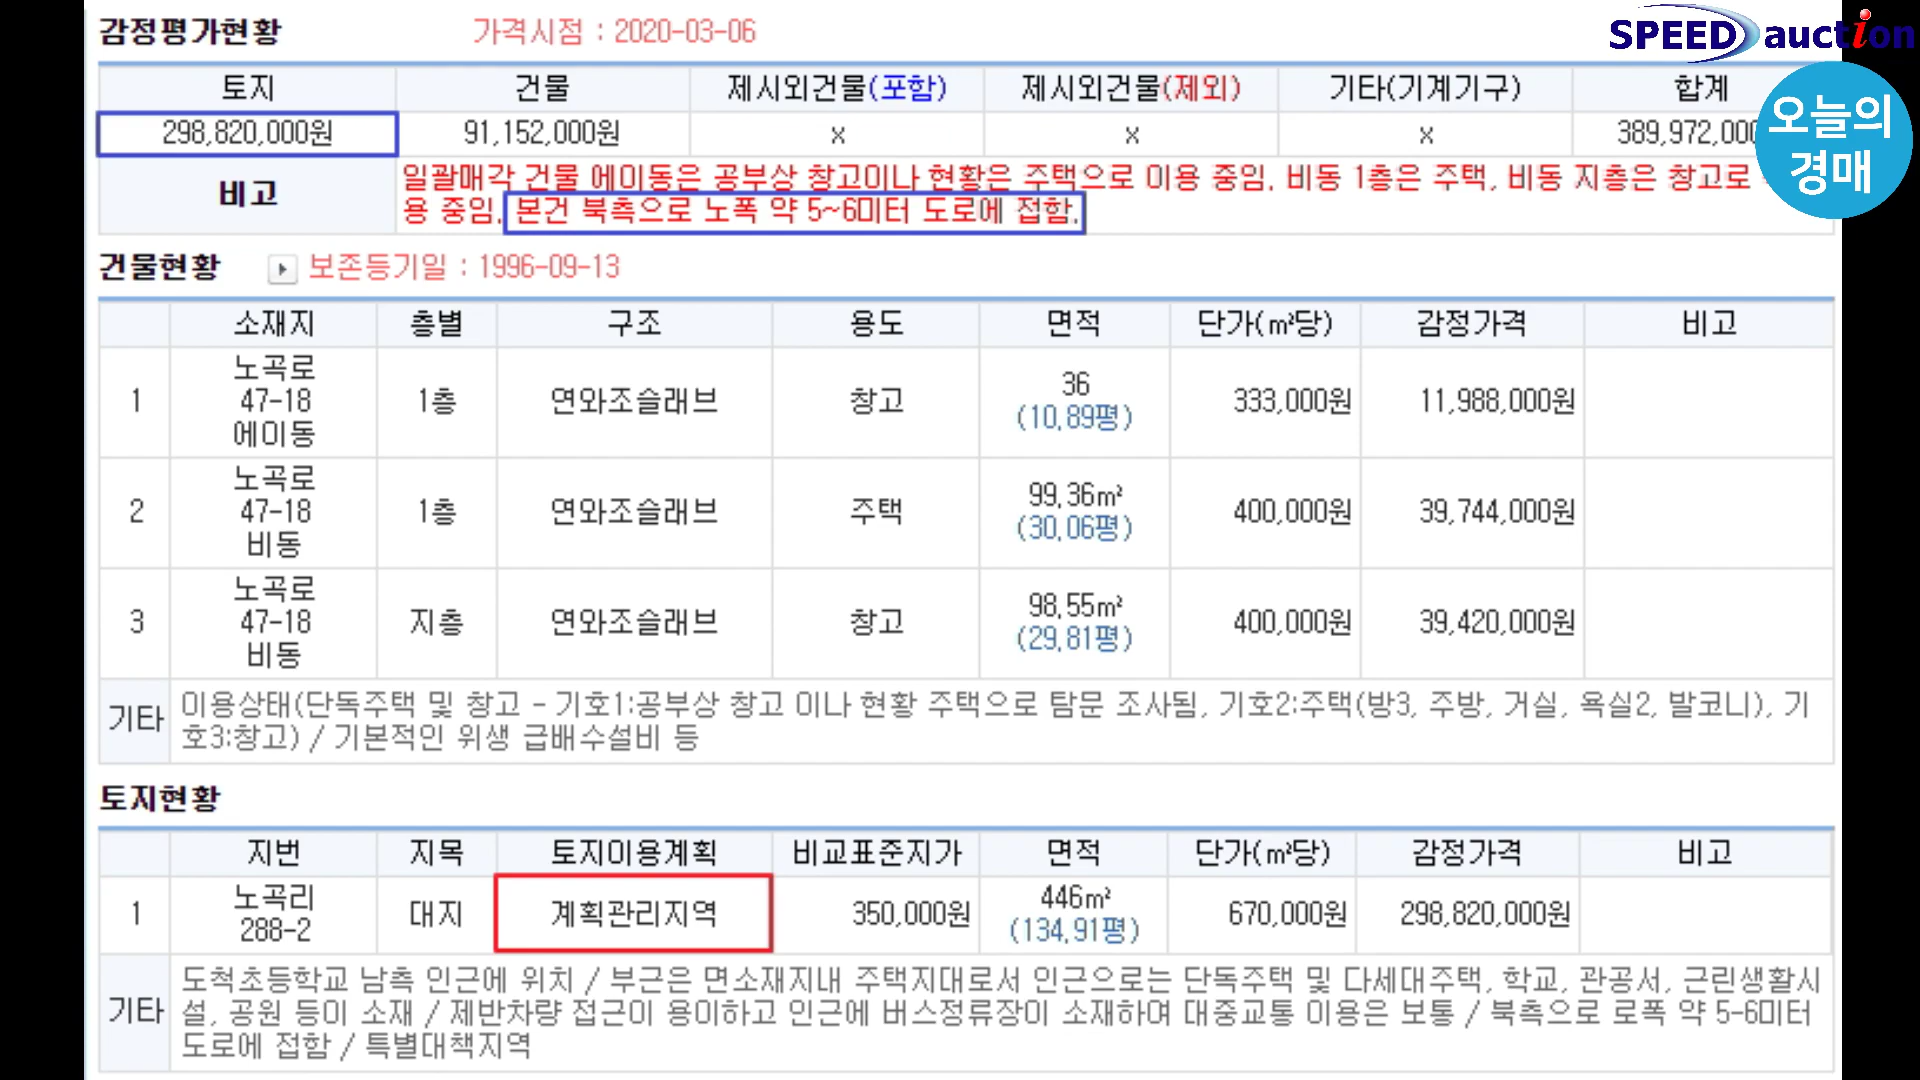 감정평가현황 가격시점 : 2020-03-06
SPEED auction
오늘의
경매
토지 건물 제시외건물(포함) 제시외건물(제외) 기타(기계기구) 합계
298,820,000원 91,152,000원 x x x 389,972,000
비고
일괄매각 건물 에이동은 공부상 창고이나 현황은 주택으로 이용 중임. 비동 1층은 주택, 비동 지층은 창고로
용 중임. 본건 북측으로 노폭 약 5~6미터 도로에 접함.
건물현황 보존등기일 : 1996-09-13
소재지 층별 구조 용도 면적 단가(㎡당) 감정가격 비고
1 노곡로 47-18 에이동 1층 연와조슬래브 창고 36 (10.89평) 333,000원 11,988,000원
2 노곡로 47-18 비동 1층 연와조슬래브 주택 99.36㎡ (30.06평) 400,000원 39,744,000원
3 노곡로 47-18 비동 지층 연와조슬래브 창고 98.55㎡ (29.81평) 400,000원 39,420,000원
기타
이용상태(단독주택 및 창고 - 기호1:공부상 창고 이나 현황 주택으로 탐문 조사됨, 기호2:주택(방3, 주방, 거실, 욕실2, 발코니), 기
호3:창고) / 기본적인 위생 급배수설비 등
토지현황
지번 지목 토지이용계획 비교표준지가 면적 단가(㎡당) 감정가격 비고
1 노곡리 288-2 대지 계획관리지역 350,000원 446㎡ (134.91평) 670,000원 298,820,000원
기타
도척초등학교 남측 인근에 위치 / 부근은 면소재지내 주택지대로서 인근으로는 단독주택 및 다세대주택, 학교, 관공서, 근린생활시
설, 공원 등이 소재 / 제반차량 접근이 용이하고 인근에 버스정류장이 소재하여 대중교통 이용은 보통 / 북측으로 로폭 약 5-6미터
도로에 접함 / 특별대책지역